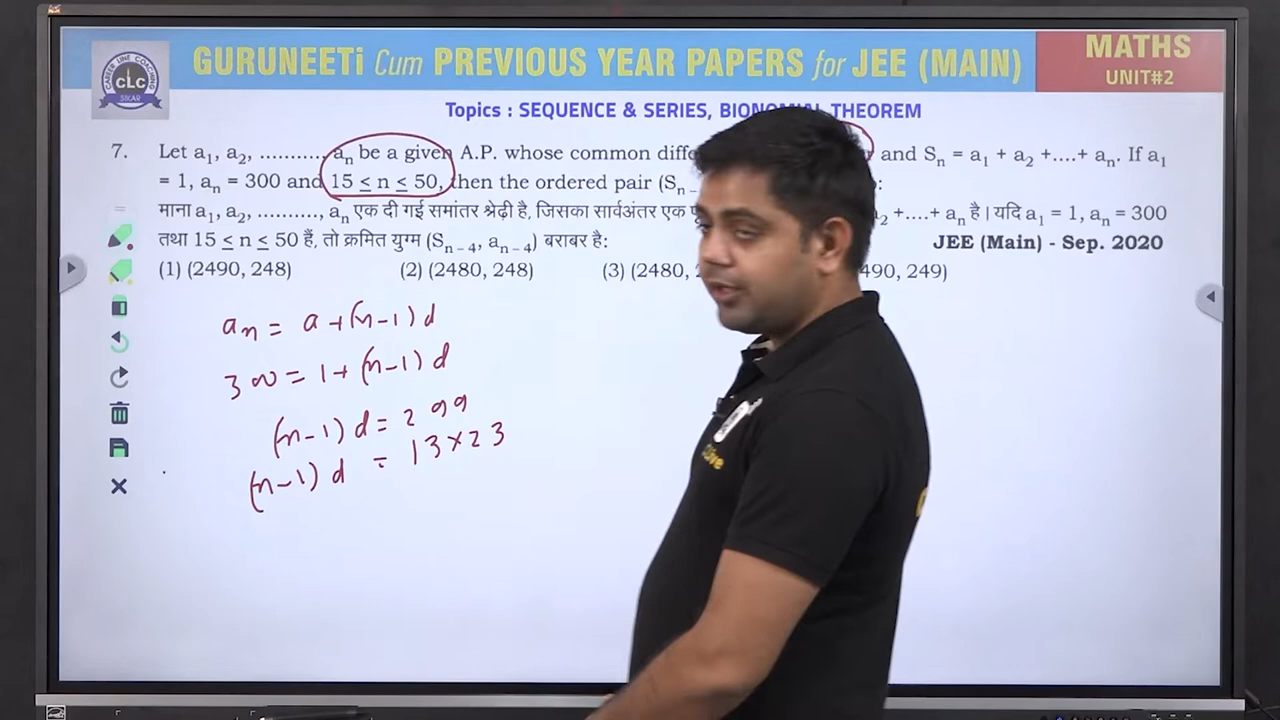 GURUNEETi Cum PREVIOUS YEAR PAPERS for JEE (MAIN)
MATHS
UNIT#2
CLC
SIKAR
Topics : SEQUENCE & SERIES, BIONOMIAL THEOREM
7. Let a₁, a₂, ..........., aₙ be a given A.P. whose common and Sₙ = a₁ + a₂ +....+ aₙ. If a₁
= 1, aₙ = 300 and 15 ≤ n ≤ 50, then the ordered pair (Sₙ₋
माना a₁, a₂, .........., aₙ एक दी गई समांतर श्रेढ़ी है, जिसका सार्वअंतर एक +....+ aₙ है। यदि a₁ = 1, aₙ = 300
तथा 15 ≤ n ≤ 50 हैं, तो क्रमित युग्म (Sₙ₋₄, aₙ₋₄) बराबर है:
JEE (Main) - Sep. 2020
(1) (2490, 248) (2) (2480, 248) (3) (2480, 490, 249)
aₙ = a + (n-1) d
300 = 1 + (n-1) d
(n-1) d = 299
(n-1) d = 13×23